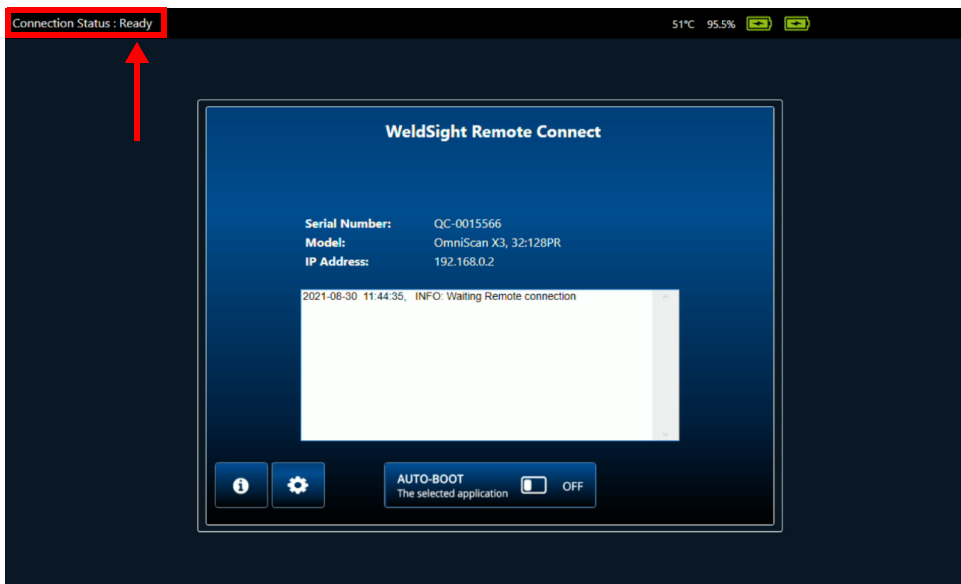 Connection Status : Ready
51°C 95.5%
WeldSight Remote Connect
Serial Number: QC-0015566
Model: OmniScan X3, 32:128PR
IP Address: 192.168.0.2
2021-08-30 11:44:35, INFO: Waiting Remote connection
AUTO-BOOT
The selected application
OFF